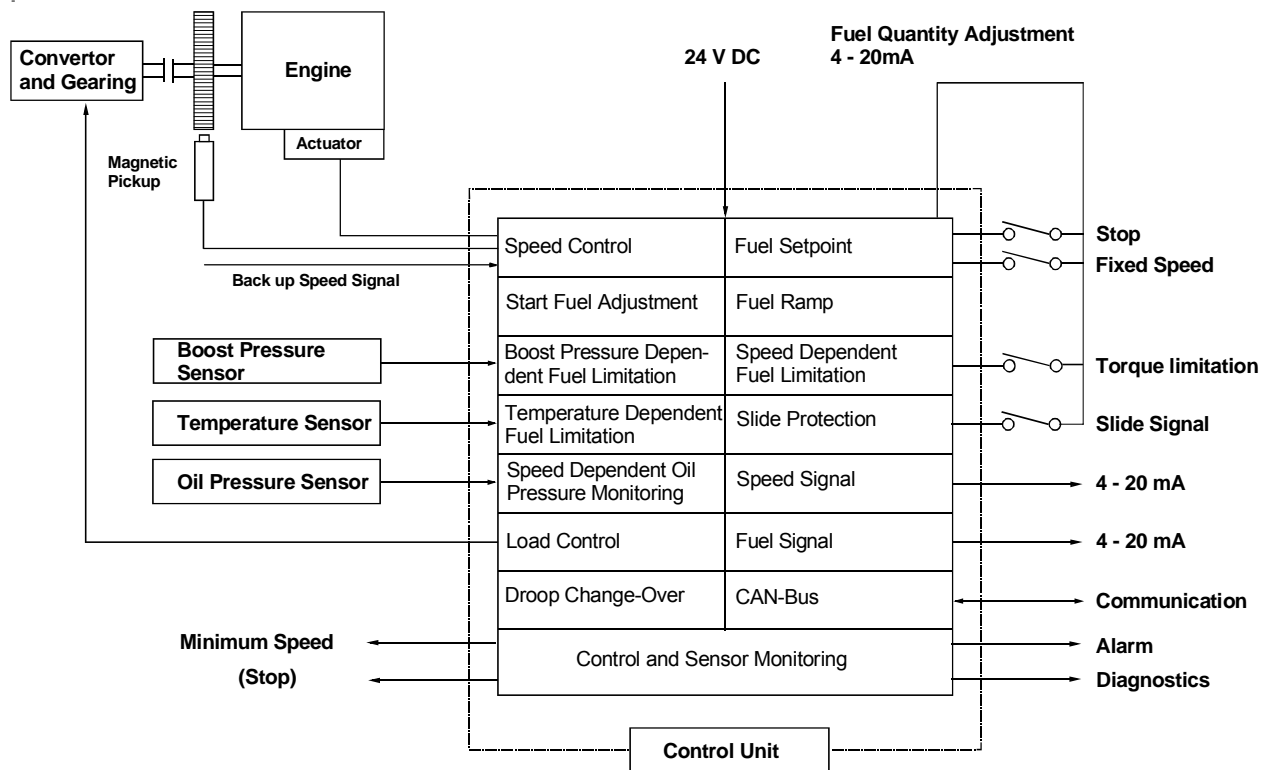 Fuel Quantity Adjustment
4 - 20mA
24 V DC
Convertor
and Gearing
Engine
Actuator
Magnetic
Pickup
Back up Speed Signal
Speed Control
Fuel Setpoint
Stop
Fixed Speed
Start Fuel Adjustment
Fuel Ramp
Boost Pressure
Sensor
Boost Pressure Depen-
dent Fuel Limitation
Speed Dependent
Fuel Limitation
Torque limitation
Temperature Sensor
Temperature Dependent
Fuel Limitation
Slide Protection
Slide Signal
Oil Pressure Sensor
Speed Dependent Oil
Pressure Monitoring
Speed Signal
4 - 20 mA
Load Control
Fuel Signal
4 - 20 mA
Droop Change-Over
CAN-Bus
Communication
Minimum Speed
(Stop)
Control and Sensor Monitoring
Alarm
Diagnostics
Control Unit